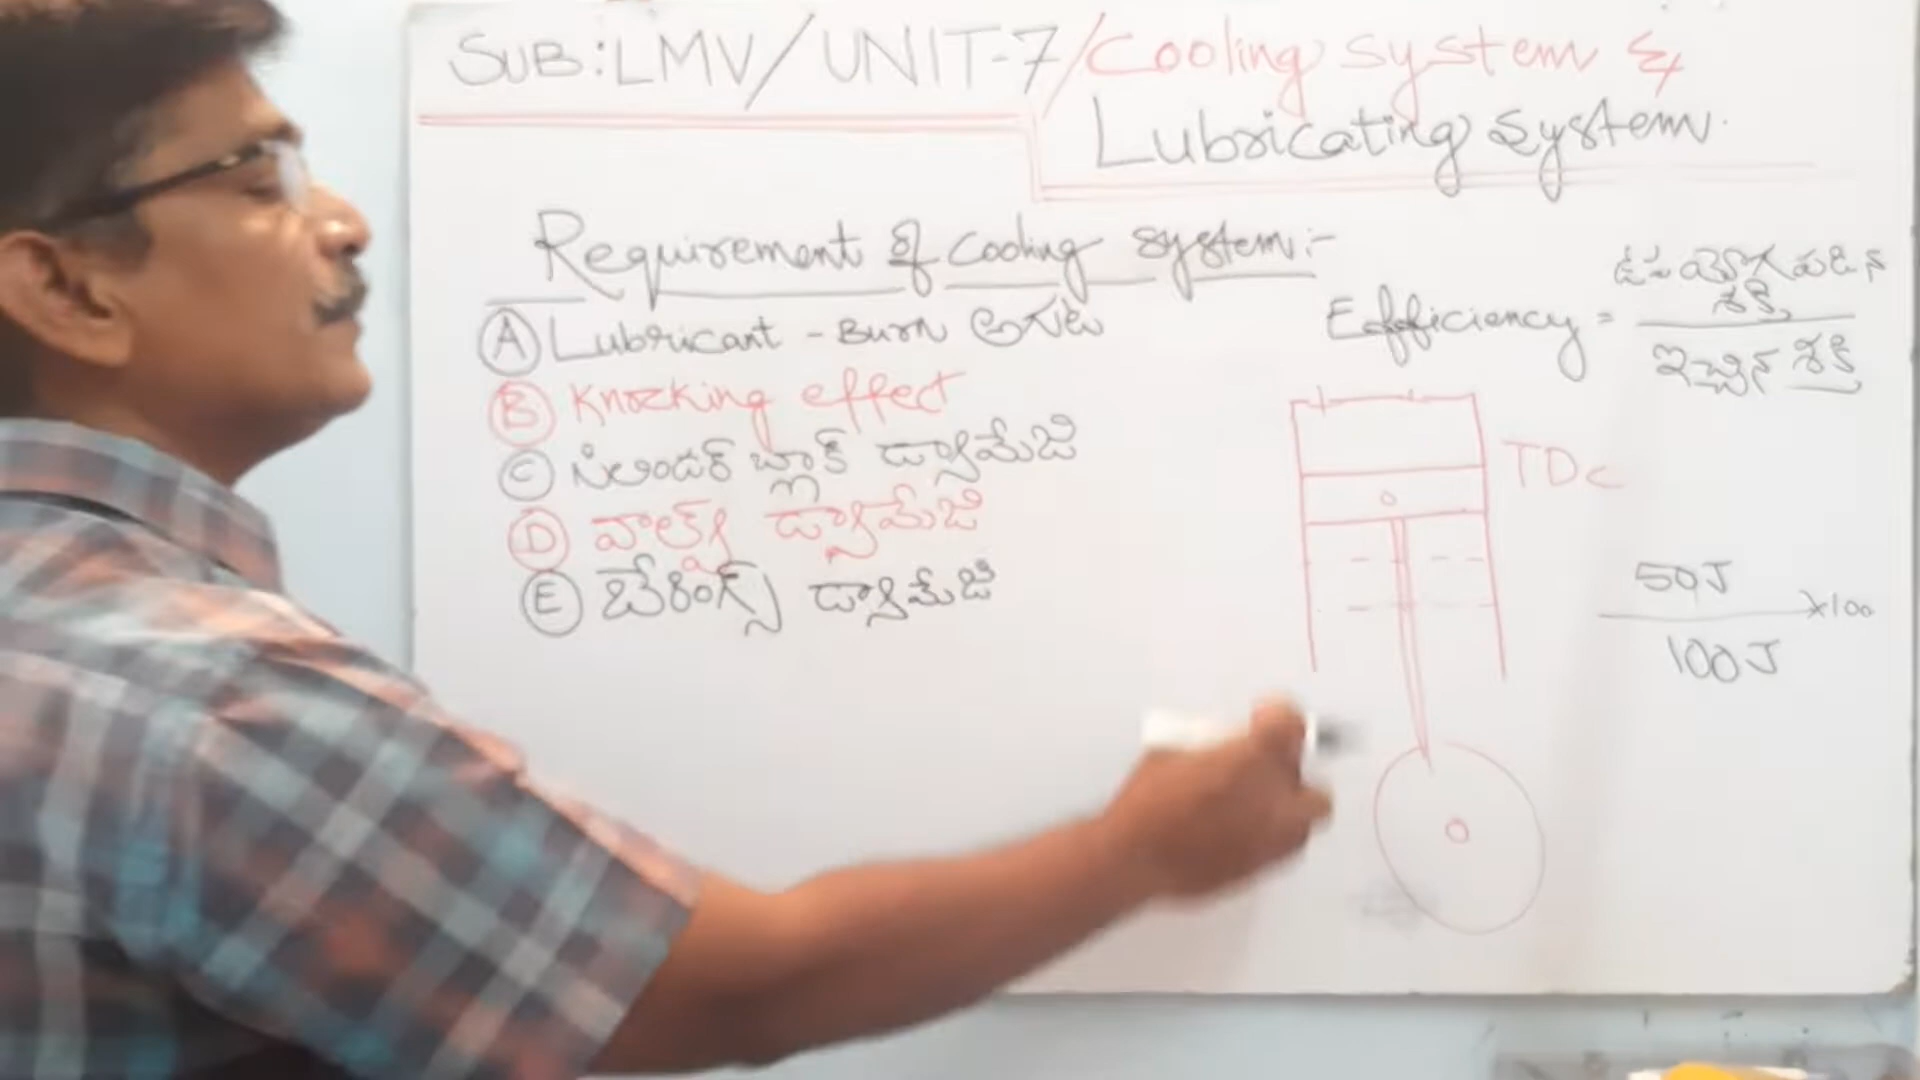 SUB:LMV/UNIT-7/Cooling system &
Lubricating system.
Requirement of cooling system:-
(A) Lubricant - Burn అగుట
(B) Knocking effect
(C) సిలిండర్ బ్లాక్ డ్యామేజి
(D) వాల్వ్స్ డ్యామేజి
(E) బేరింగ్స్ డ్యామేజి
Efficiency = ఉపయోగపడిన
శక్తి
ఇచ్చిన శక్తి
TDC
50J
100J
×100